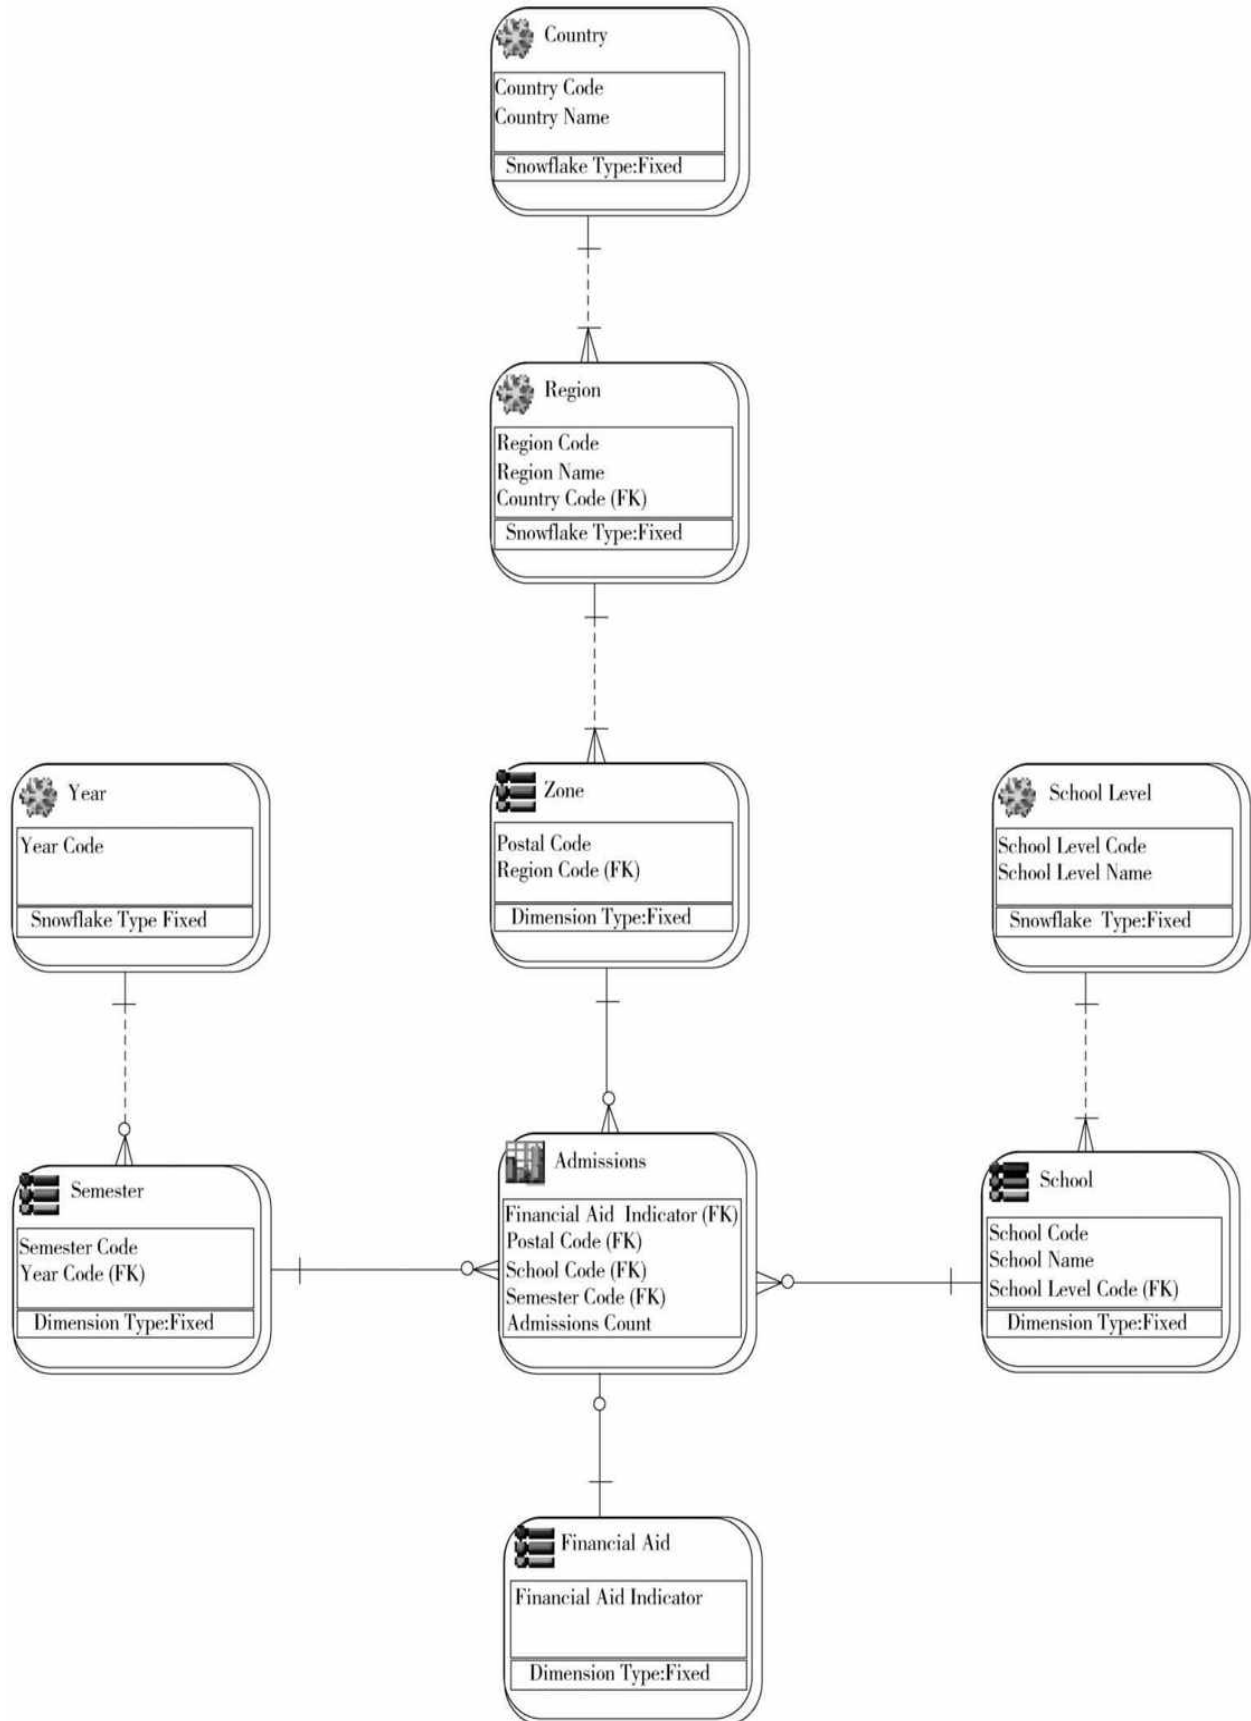 Country
Country Code
Country Name
Snowflake Type:Fixed
Region
Region Code
Region Name
Country Code (FK)
Snowflake Type:Fixed
Year
Year Code
Snowflake Type Fixed
Zone
Postal Code
Region Code (FK)
Dimension Type:Fixed
School Level
School Level Code
School Level Name
Snowflake Type:Fixed
Semester
Semester Code
Year Code (FK)
Dimension Type:Fixed
Admissions
Financial Aid Indicator (FK)
Postal Code (FK)
School Code (FK)
Semester Code (FK)
Admissions Count
School
School Code
School Name
School Level Code (FK)
Dimension Type:Fixed
Financial Aid
Financial Aid Indicator
Dimension Type:Fixed